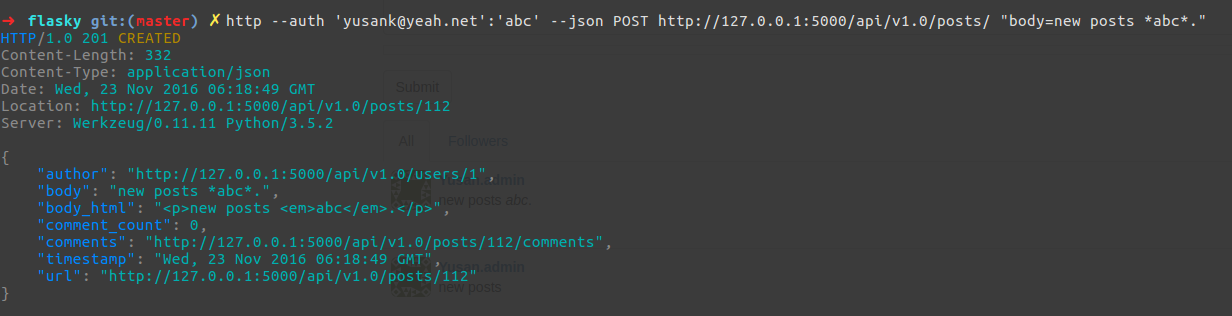 ➜ flasky git:(master) ✗ http --auth 'yusank@yeah.net':'abc' --json POST http://127.0.0.1:5000/api/v1.0/posts/ "body=new posts *abc*."
HTTP/1.0 201 CREATED
Content-Length: 332
Content-Type: application/json
Date: Wed, 23 Nov 2016 06:18:49 GMT
Location: http://127.0.0.1:5000/api/v1.0/posts/112
Server: Werkzeug/0.11.11 Python/3.5.2
{
    "author": "http://127.0.0.1:5000/api/v1.0/users/1",
    "body": "new posts *abc*.",
    "body_html": "<p>new posts <em>abc</em>.</p>",
    "comment_count": 0,
    "comments": "http://127.0.0.1:5000/api/v1.0/posts/112/comments",
    "timestamp": "Wed, 23 Nov 2016 06:18:49 GMT",
    "url": "http://127.0.0.1:5000/api/v1.0/posts/112"
}
Submit
All Followers
Yusan.admin
new posts abc.
Yusan.admin
new posts